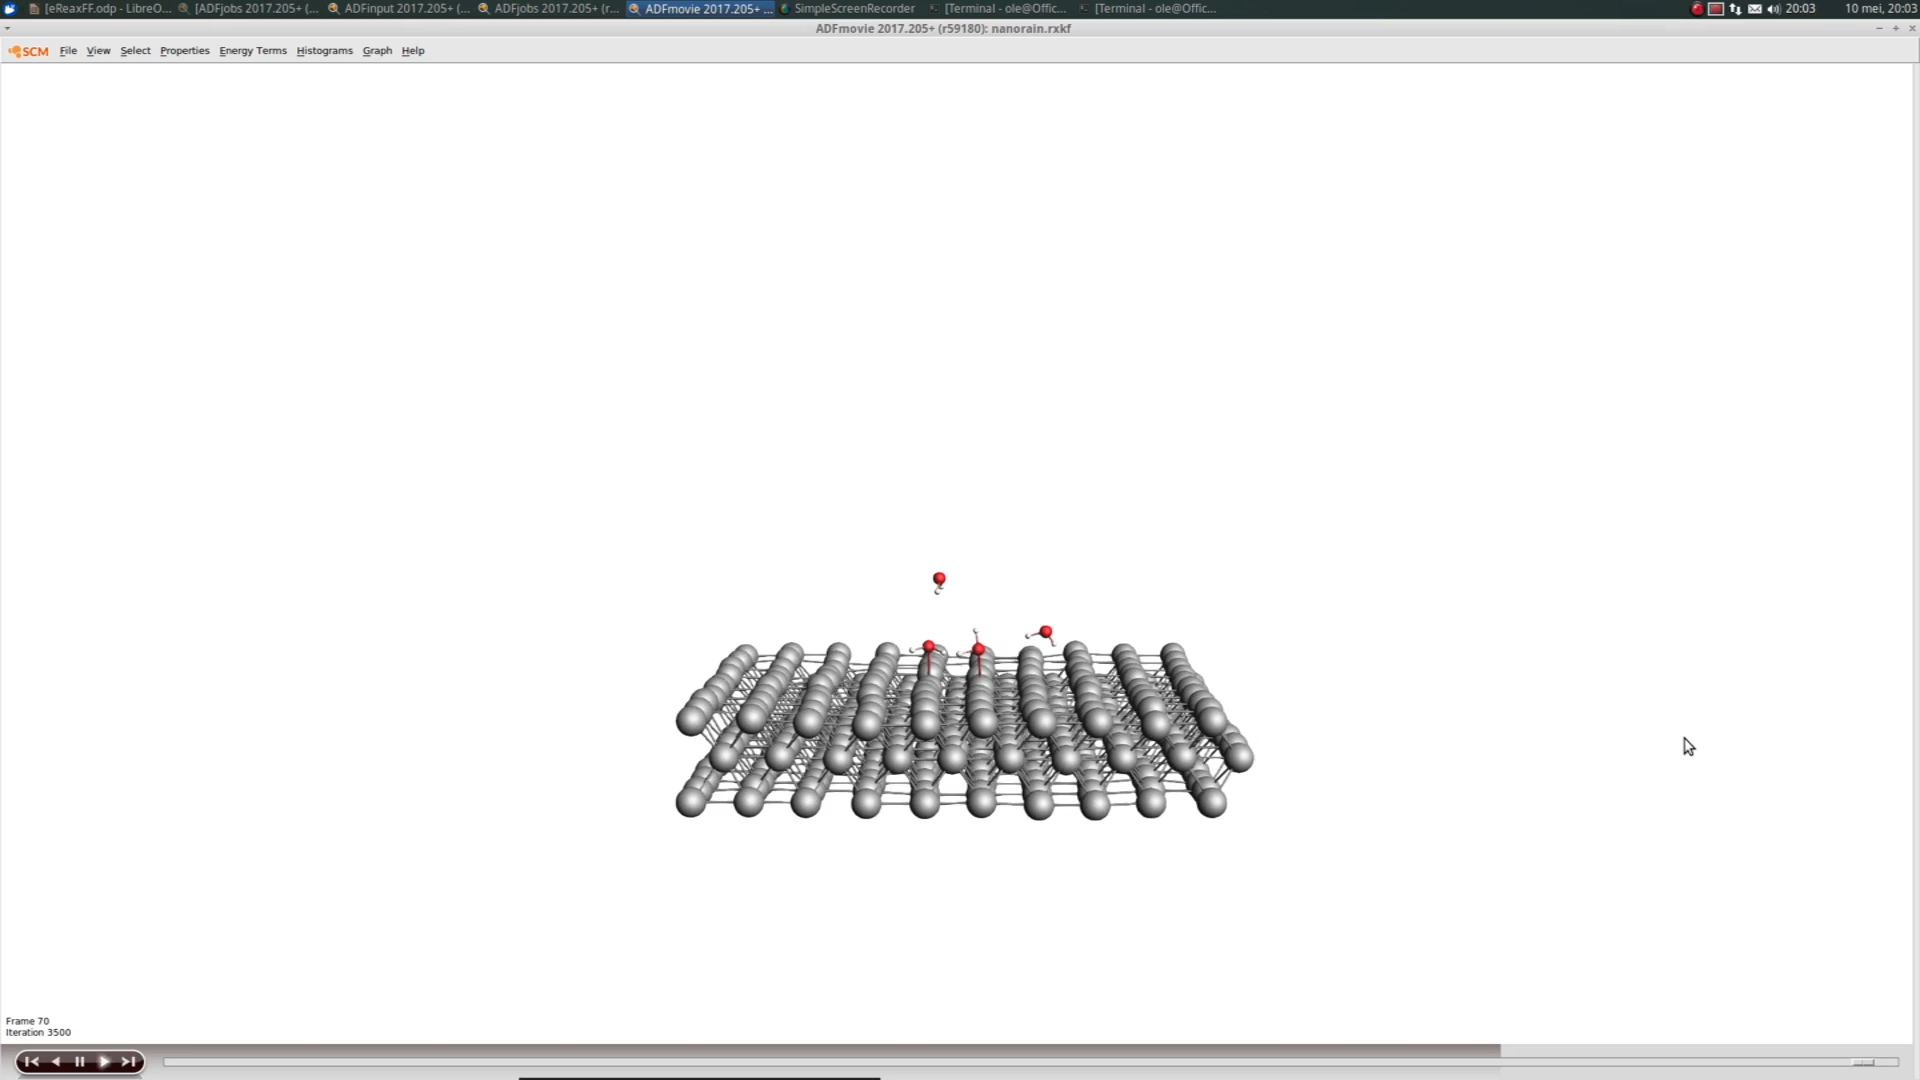 [eReaxFF.odp - LibreO... [ADFjobs 2017.205+ (... ADFinput 2017.205+ (... ADFjobs 2017.205+ (r... ADFmovie 2017.205+ ... SimpleScreenRecorder [Terminal - ole@Offic... [Terminal - ole@Offic... 20:03 10 mei, 20:03
ADFmovie 2017.205+ (r59180): nanorain.rxkf
SCM File View Select Properties Energy Terms Histograms Graph Help
Frame 70
Iteration 3500